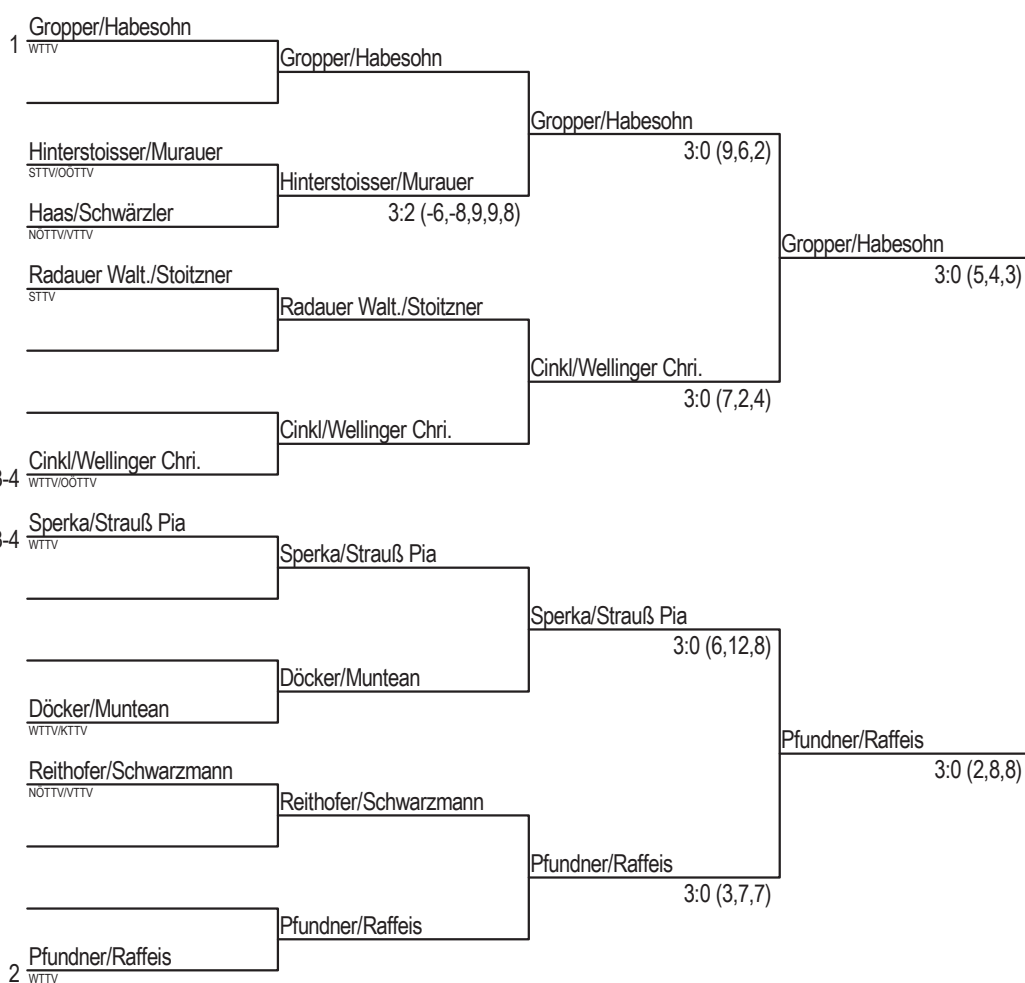 Gropper/Habesohn
1 WTTV
Gropper/Habesohn
Gropper/Habesohn
3:0 (9,6,2)
Hinterstoisser/Murauer
STTV/OÖTTV
Hinterstoisser/Murauer
3:2 (-6,-8,9,9,8)
Haas/Schwärzler
NÖTTV/VTTV
Gropper/Habesohn
3:0 (5,4,3)
Radauer Walt./Stoitzner
STTV
Radauer Walt./Stoitzner
Cinkl/Wellinger Chri.
3:0 (7,2,4)
Cinkl/Wellinger Chri.
Cinkl/Wellinger Chri.
3-4 WTTV/OÖTTV
Sperka/Strauß Pia
3-4 WTTV
Sperka/Strauß Pia
Sperka/Strauß Pia
3:0 (6,12,8)
Döcker/Muntean
Döcker/Muntean
WTTV/KTTV
Pfundner/Raffeis
3:0 (2,8,8)
Reithofer/Schwarzmann
NÖTTV/VTTV
Reithofer/Schwarzmann
Pfundner/Raffeis
3:0 (3,7,7)
Pfundner/Raffeis
Pfundner/Raffeis
2 WTTV